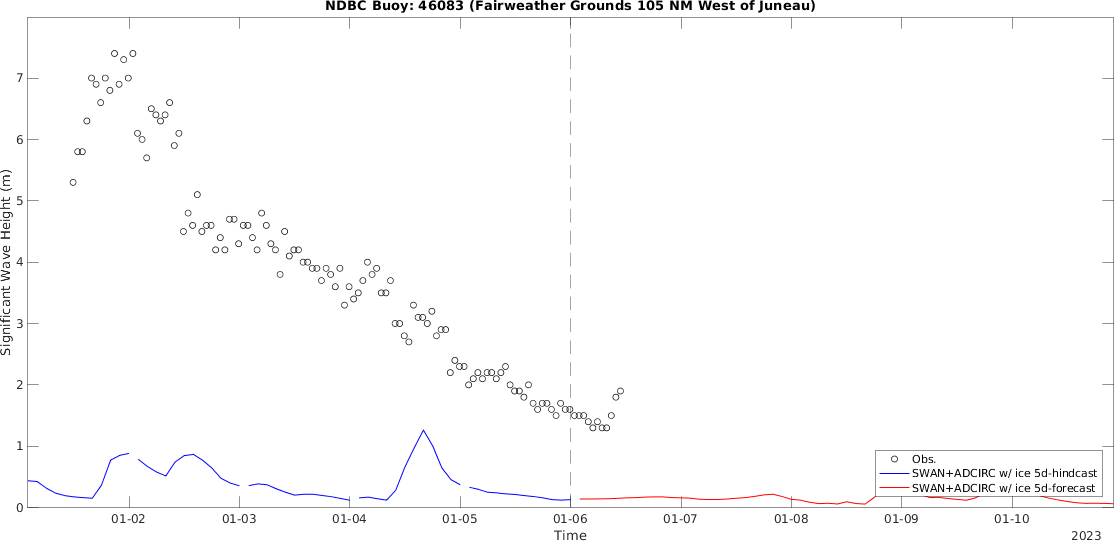 NDBC Buoy: 46083 (Fairweather Grounds 105 NM West of Juneau)
Significant Wave Height (m)
7
6
5
4
3
2
1
0
Obs.
SWAN+ADCIRC w/ ice 5d-hindcast
SWAN+ADCIRC w/ ice 5d-forecast
01-02 01-03 01-04 01-05 01-06 01-07 01-08 01-09 01-10
Time
2023